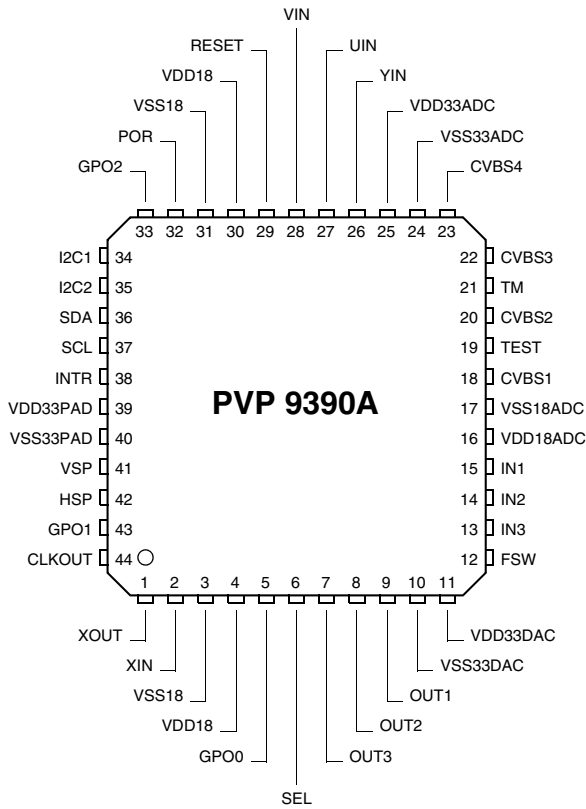 VIN
RESET
UIN
VDD18
YIN
VSS18
VDD33ADC
POR
VSS33ADC
GPO2
CVBS4
33 32 31 30 29 28 27 26 25 24 23
I2C1 34
22 CVBS3
I2C2 35
21 TM
SDA 36
20 CVBS2
SCL 37
19 TEST
INTR 38
18 CVBS1
VDD33PAD 39
PVP 9390A
17 VSS18ADC
VSS33PAD 40
16 VDD18ADC
VSP 41
15 IN1
HSP 42
14 IN2
GPO1 43
13 IN3
CLKOUT 44
12 FSW
1 2 3 4 5 6 7 8 9 10 11
XOUT
VDD33DAC
XIN
VSS33DAC
VSS18
OUT1
VDD18
OUT2
GPO0
OUT3
SEL